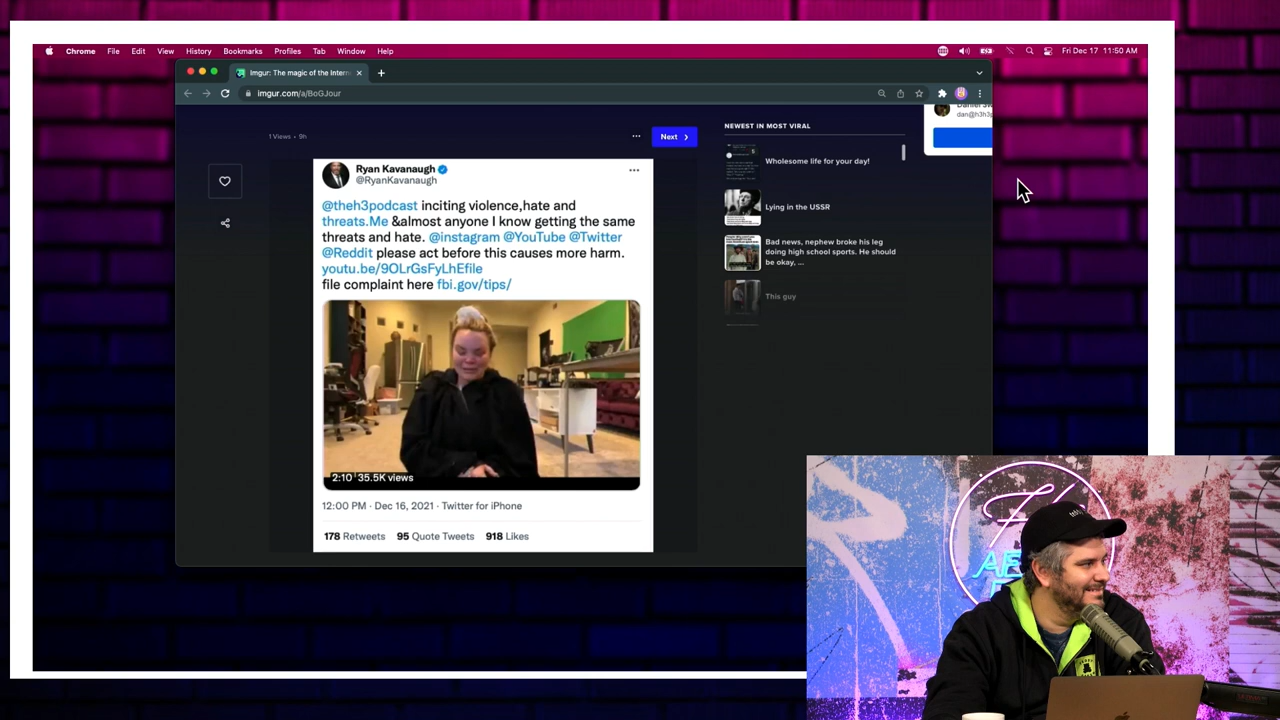 Chrome File Edit View History Bookmarks Profiles Tab Window Help
Fri Dec 17 11:50 AM
Imgur: The magic of the Intern
imgur.com/a/BoGJour
1 Views • 9h
Next
Ryan Kavanaugh
@RyanKavanaugh
@theh3podcast inciting violence,hate and
threats.Me &almost anyone I know getting the same
threats and hate. @instagram @YouTube @Twitter
@Reddit please act before this causes more harm.
youtu.be/9OLrGsFyLhEfile
file complaint here fbi.gov/tips/
2:10 35.5K views
12:00 PM · Dec 16, 2021 · Twitter for iPhone
178 Retweets 95 Quote Tweets 918 Likes
NEWEST IN MOST VIRAL
Wholesome life for your day!
Lying in the USSR
Bad news, nephew broke his leg
doing high school sports. He should
be okay, ...
This guy
dan@h3h3p